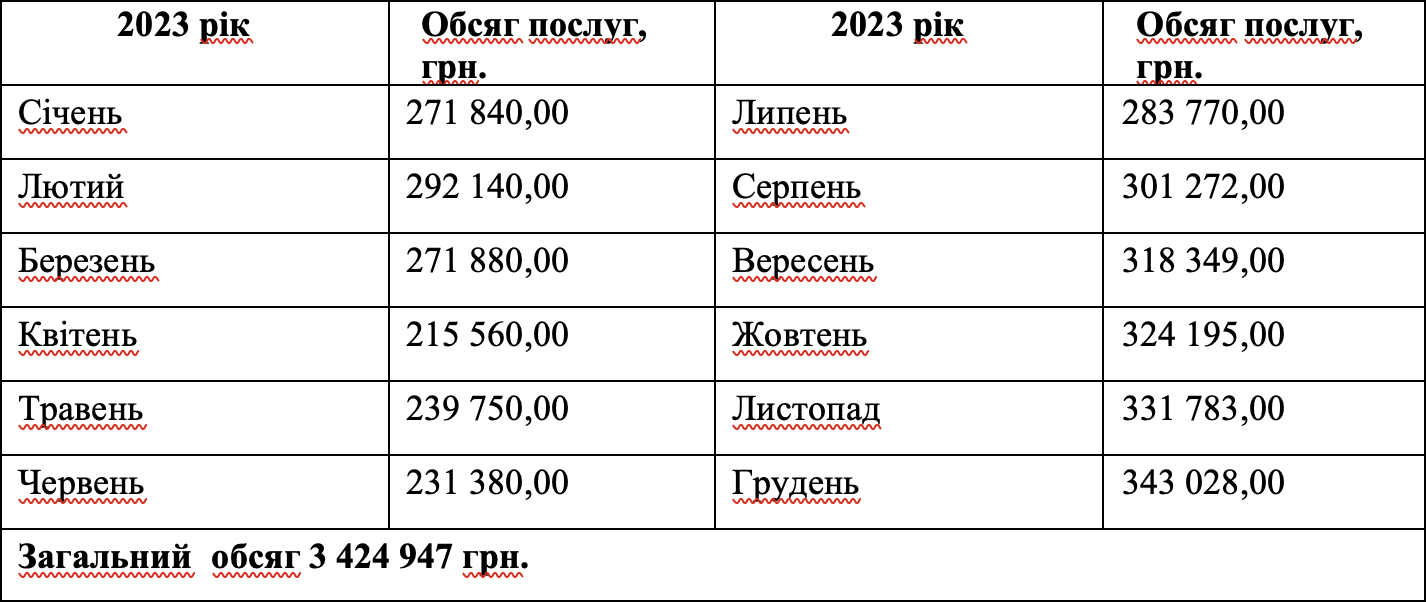 2023 рік Обсяг послуг, грн. 2023 рік Обсяг послуг, грн.
Січень 271 840,00 Липень 283 770,00
Лютий 292 140,00 Серпень 301 272,00
Березень 271 880,00 Вересень 318 349,00
Квітень 215 560,00 Жовтень 324 195,00
Травень 239 750,00 Листопад 331 783,00
Червень 231 380,00 Грудень 343 028,00
Загальний обсяг 3 424 947 грн.